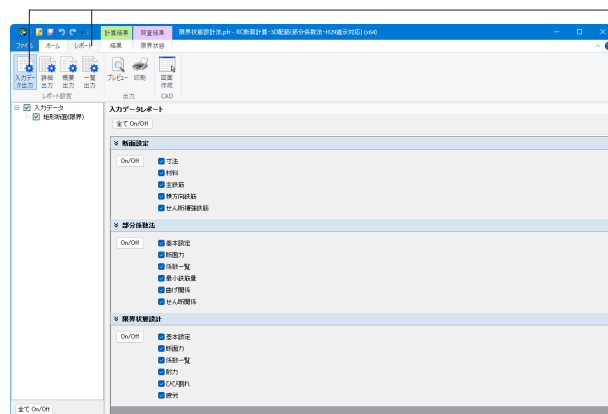 計算結果 照査結果 限界状態設計法.pfr - RC断面計算・3D配筋(部分係数法・H29道示対応) (x64)
ファイル ホーム レポート 結果 限界状態
入力データ出力 詳細出力 概要出力 一覧出力 プレビュー 印刷 図面作成
レポート設定 出力 CAD
入力データ
矩形断面(限界)
入力データレポート
全て On/Off
断面設定
On/Off 寸法
材料
主鉄筋
横方向鉄筋
せん断補強鉄筋
部分係数法
On/Off 基本設定
断面力
係数一覧
最小鉄筋量
曲げ関係
せん断関係
限界状態設計
On/Off 基本設定
断面力
係数一覧
耐力
ひび割れ
疲労
全て On/Off